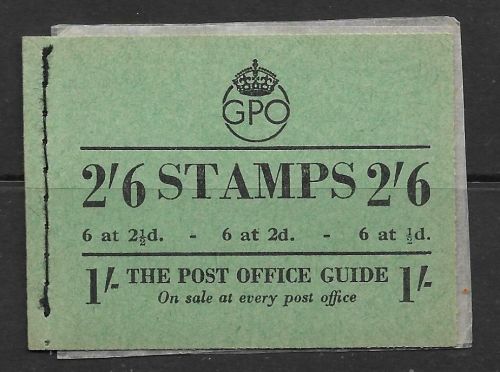 GPO
2/6 STAMPS 2/6
6 at 2½d. - 6 at 2d. - 6 at ½d.
1/- THE POST OFFICE GUIDE 1/-
On sale at every post office